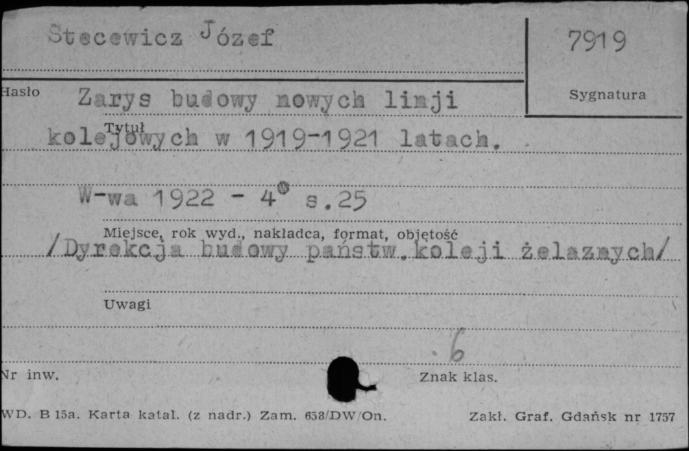 Stecewicz Józef
7919
Hasło
Sygnatura
Zarys budowy nowych linji
Tytuł
kolejowych w 1919-1921 latach.
W-wa 1922 - 4° s.25
Miejsce, rok wyd., nakładca, format, objętość
/Dyrekcja budowy państw.koleji żelaznych/
Uwagi
6
Nr inw.
Znak klas.
WD. B 15a. Karta katal. (z nadr.) Zam. 658/DW/On.
Zakł. Graf. Gdańsk nr 1757